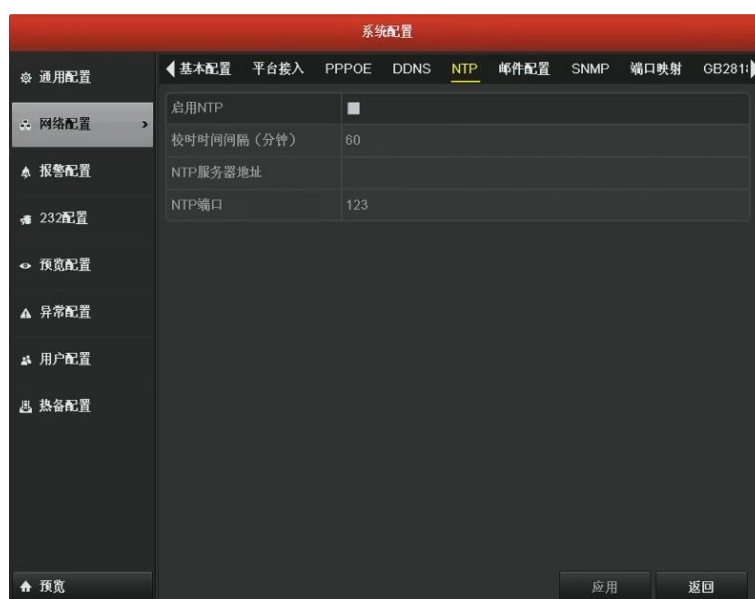 系统配置
通用配置
网络配置
报警配置
232配置
预览配置
异常配置
用户配置
热备配置
预览
基本配置 平台接入 PPPOE DDNS NTP 邮件配置 SNMP 端口映射
启用NTP
校时时间间隔（分钟） 60
NTP服务器地址
NTP端口 123
应用 返回